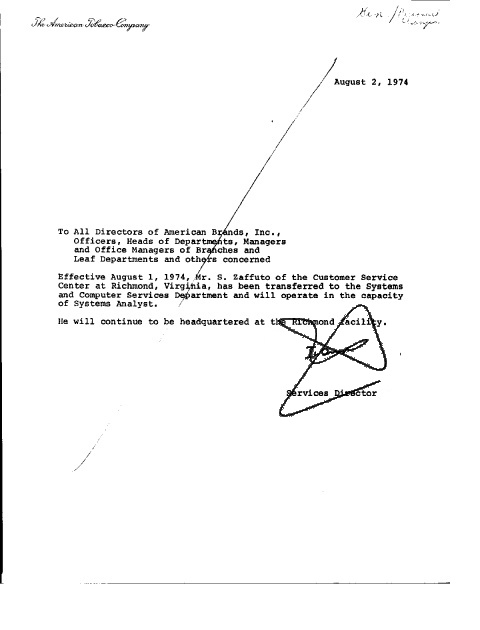 The American Tobacco Company
Gen / Personnel
Changes
August 2, 1974
To All Directors of American Brands, Inc.,
Officers, Heads of Departments, Managers
and Office Managers of Branches and
Leaf Departments and others concerned
Effective August 1, 1974, Mr. S. Zaffuto of the Customer Service
Center at Richmond, Virginia, has been transferred to the Systems
and Computer Services Department and will operate in the capacity
of Systems Analyst.
He will continue to be headquartered at the Richmond facility.
Services Director